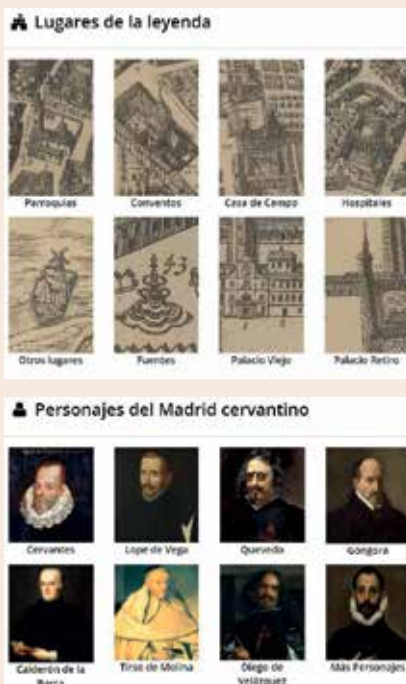 Lugares de la leyenda
Parroquias Conventos Casa de Campo Hospitales
43
Otros lugares Fuentes Palacio Viejo Palacio Retiro
Personajes del Madrid cervantino
Cervantes Lope de Vega Quevedo Góngora
Calderón de la Barca Tirso de Molina Diego de Velázquez Más Personajes